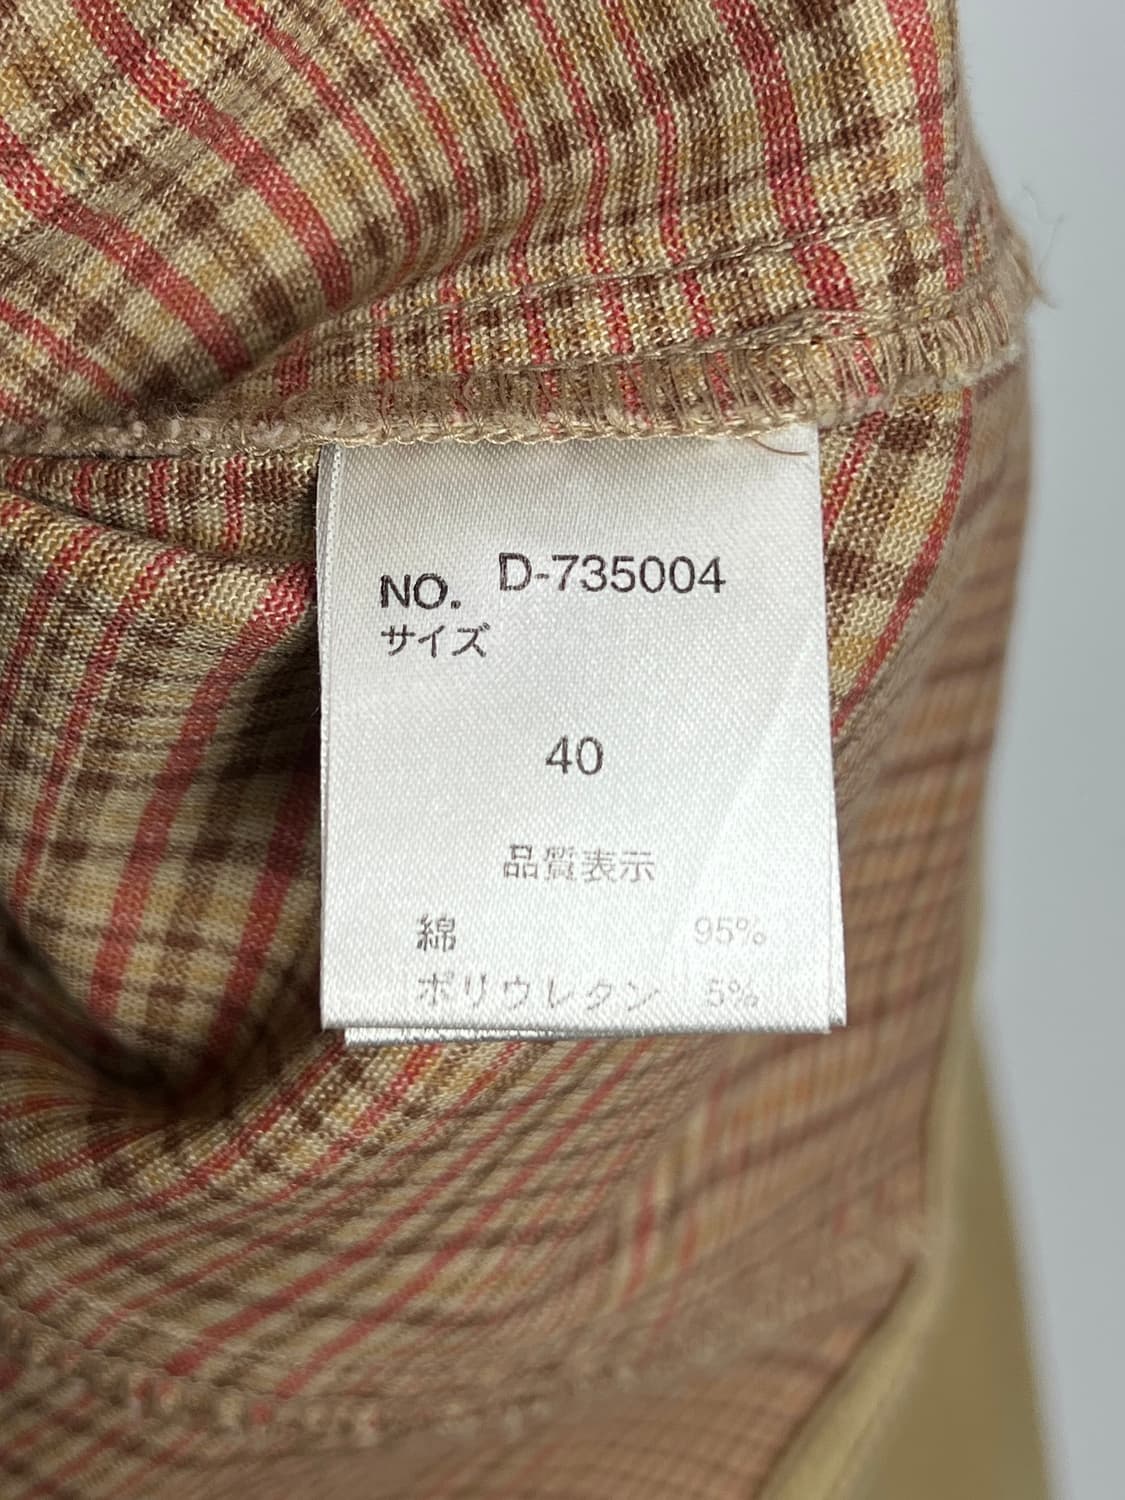 NO. D-735004
サイズ
40
品質表示
綿 95%
ポリウレタン 5%